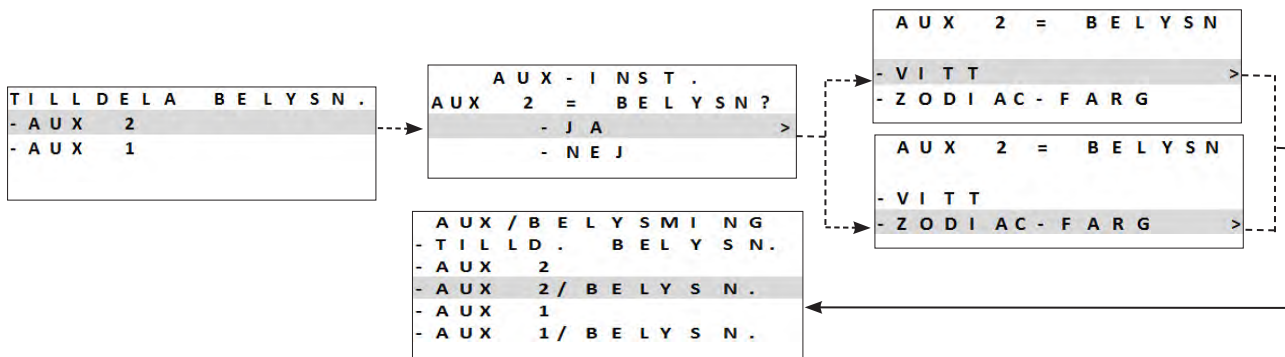 TILLDELA BELYSN.
- AUX 2
- AUX 1
AUX-INST.
AUX 2 = BELYSN?
- JA >
- NEJ
AUX 2 = BELYSN
- VITT >
- ZODIAC-FARG
AUX 2 = BELYSN
- VITT
- ZODIAC-FARG >
AUX/BELYSMING
- TILLD. BELYSN.
- AUX 2
- AUX 2/BELYSN.
- AUX 1
- AUX 1/BELYSN.